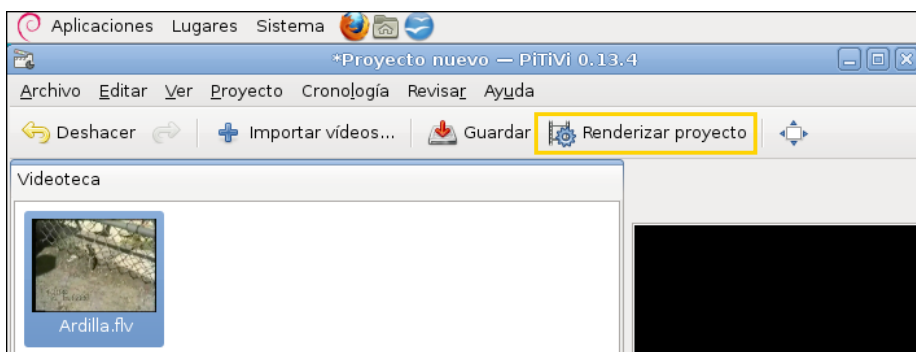 Aplicaciones Lugares Sistema
*Proyecto nuevo — PiTiVi 0.13.4
Archivo Editar Ver Proyecto Cronología Revisar Ayuda
Deshacer Importar vídeos... Guardar Renderizar proyecto
Videoteca
Ardilla.flv